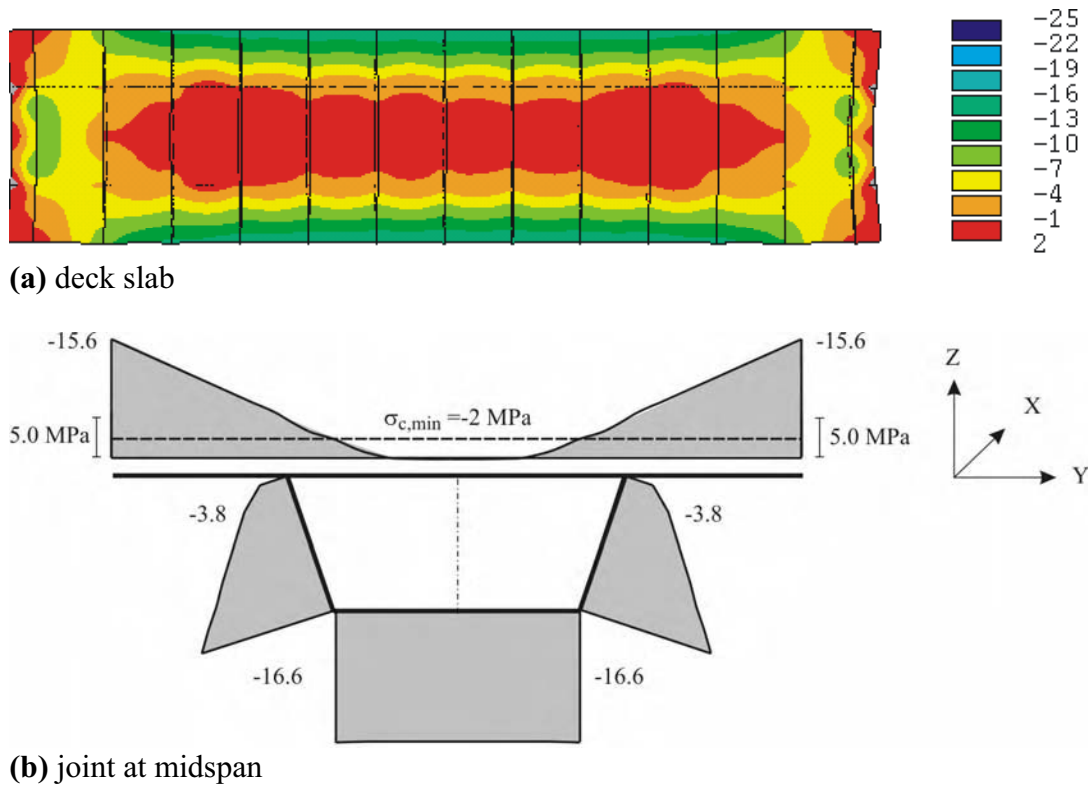 -25
-22
-19
-16
-13
-10
-7
-4
-1
2
(a) deck slab
-15.6
-15.6
σc,min =-2 MPa
5.0 MPa
5.0 MPa
Z
X
Y
-3.8
-3.8
-16.6
-16.6
(b) joint at midspan